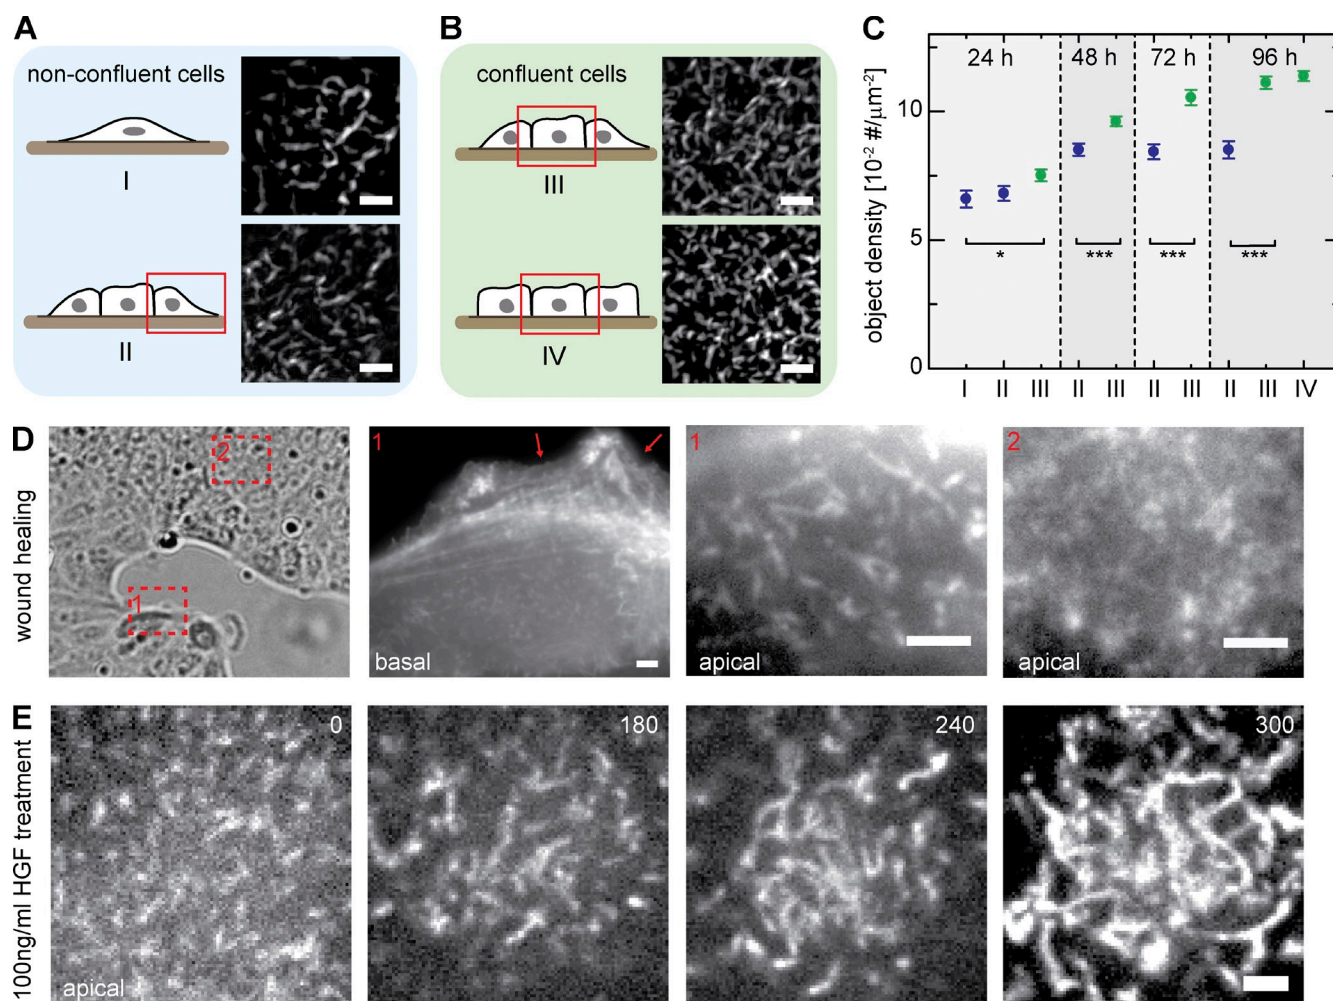 A
non-confluent cells
I
II
B
confluent cells
III
IV
C
24 h
48 h
72 h
96 h
object density [10⁻² #/µm⁻²]
10
5
0
*
***
***
***
I
II
III
II
III
II
III
II
III
IV
D
wound healing
2
1
1
basal
1
apical
2
apical
E
100ng/ml HGF treatment
0
apical
180
240
300